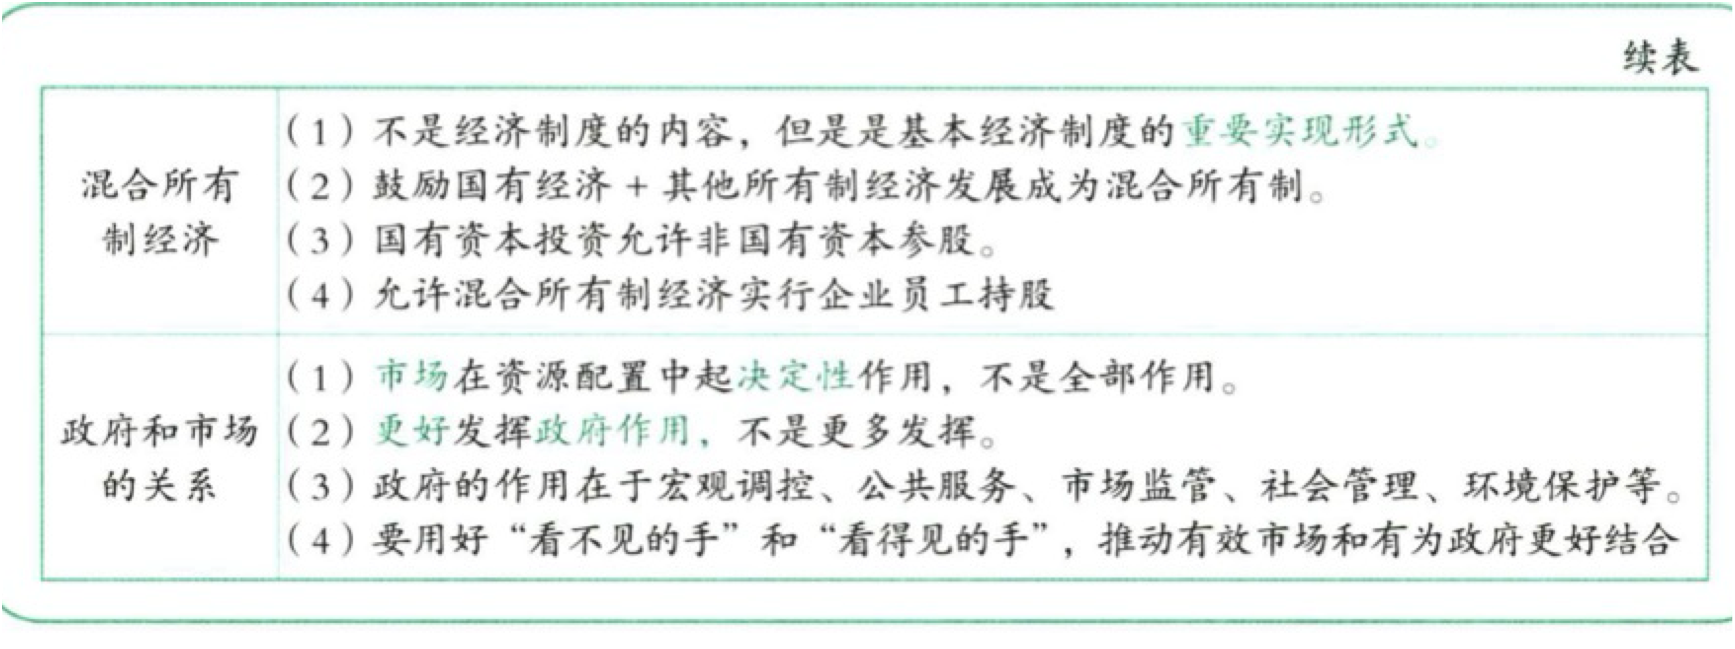 续表
混合所有
制经济
（1）不是经济制度的内容，但是是基本经济制度的重要实现形式。
（2）鼓励国有经济 + 其他所有制经济发展成为混合所有制。
（3）国有资本投资允许非国有资本参股。
（4）允许混合所有制经济实行企业员工持股
政府和市场
的关系
（1）市场在资源配置中起决定性作用，不是全部作用。
（2）更好发挥政府作用，不是更多发挥。
（3）政府的作用在于宏观调控、公共服务、市场监管、社会管理、环境保护等。
（4）要用好“看不见的手”和“看得见的手”，推动有效市场和有为政府更好结合